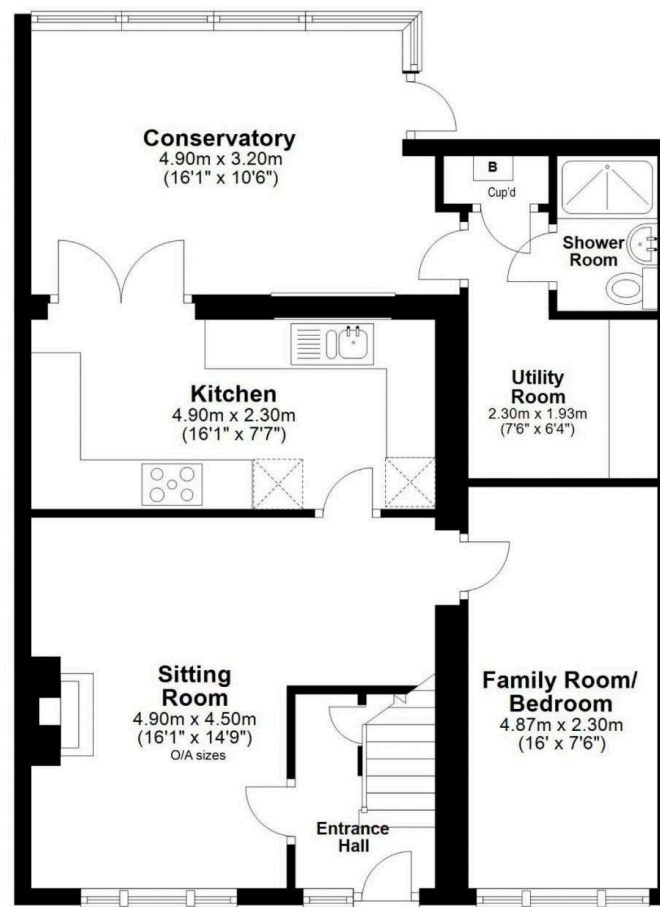 Conservatory
4.90m x 3.20m
(16'1" x 10'6")
B
Cup'd
Shower
Room
Kitchen
4.90m x 2.30m
(16'1" x 7'7")
Utility
Room
2.30m x 1.93m
(7'6" x 6'4")
Sitting
Room
4.90m x 4.50m
(16'1" x 14'9")
O/A sizes
Family Room/
Bedroom
4.87m x 2.30m
(16' x 7'6")
Entrance
Hall